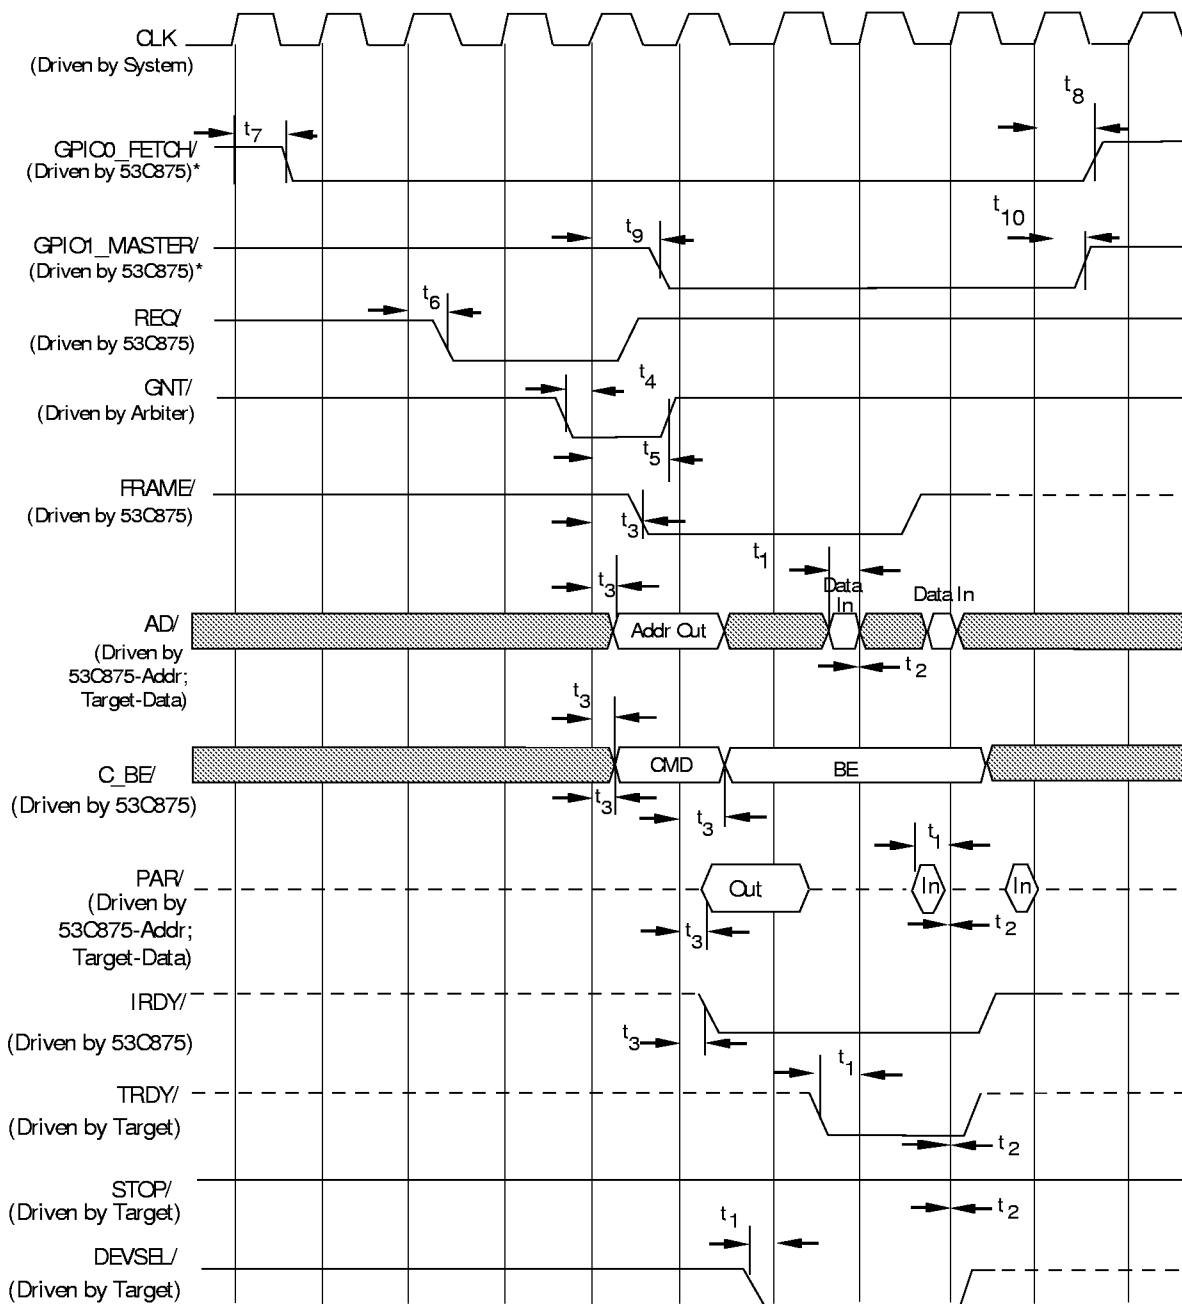 CLK
(Driven by System)
t8
t7
GPIO0_FETCH/
(Driven by 53C875)*
t10
t9
GPIO1_MASTER/
(Driven by 53C875)*
t6
REQ/
(Driven by 53C875)
t4
GNT/
(Driven by Arbiter)
t5
FRAME/
(Driven by 53C875)
t3
t1
t3
Data
In
Data In
AD/
Addr Out
(Driven by
53C875-Addr;
Target-Data)
t2
t3
C_BE/
CMD
BE
(Driven by 53C875)
t3
t3
t1
PAR/
(Driven by
53C875-Addr;
Target-Data)
Out
In
In
t3
t2
IRDY/
(Driven by 53C875)
t3
t1
TRDY/
(Driven by Target)
t2
STOP/
(Driven by Target)
t2
t1
DEVSEL/
(Driven by Target)